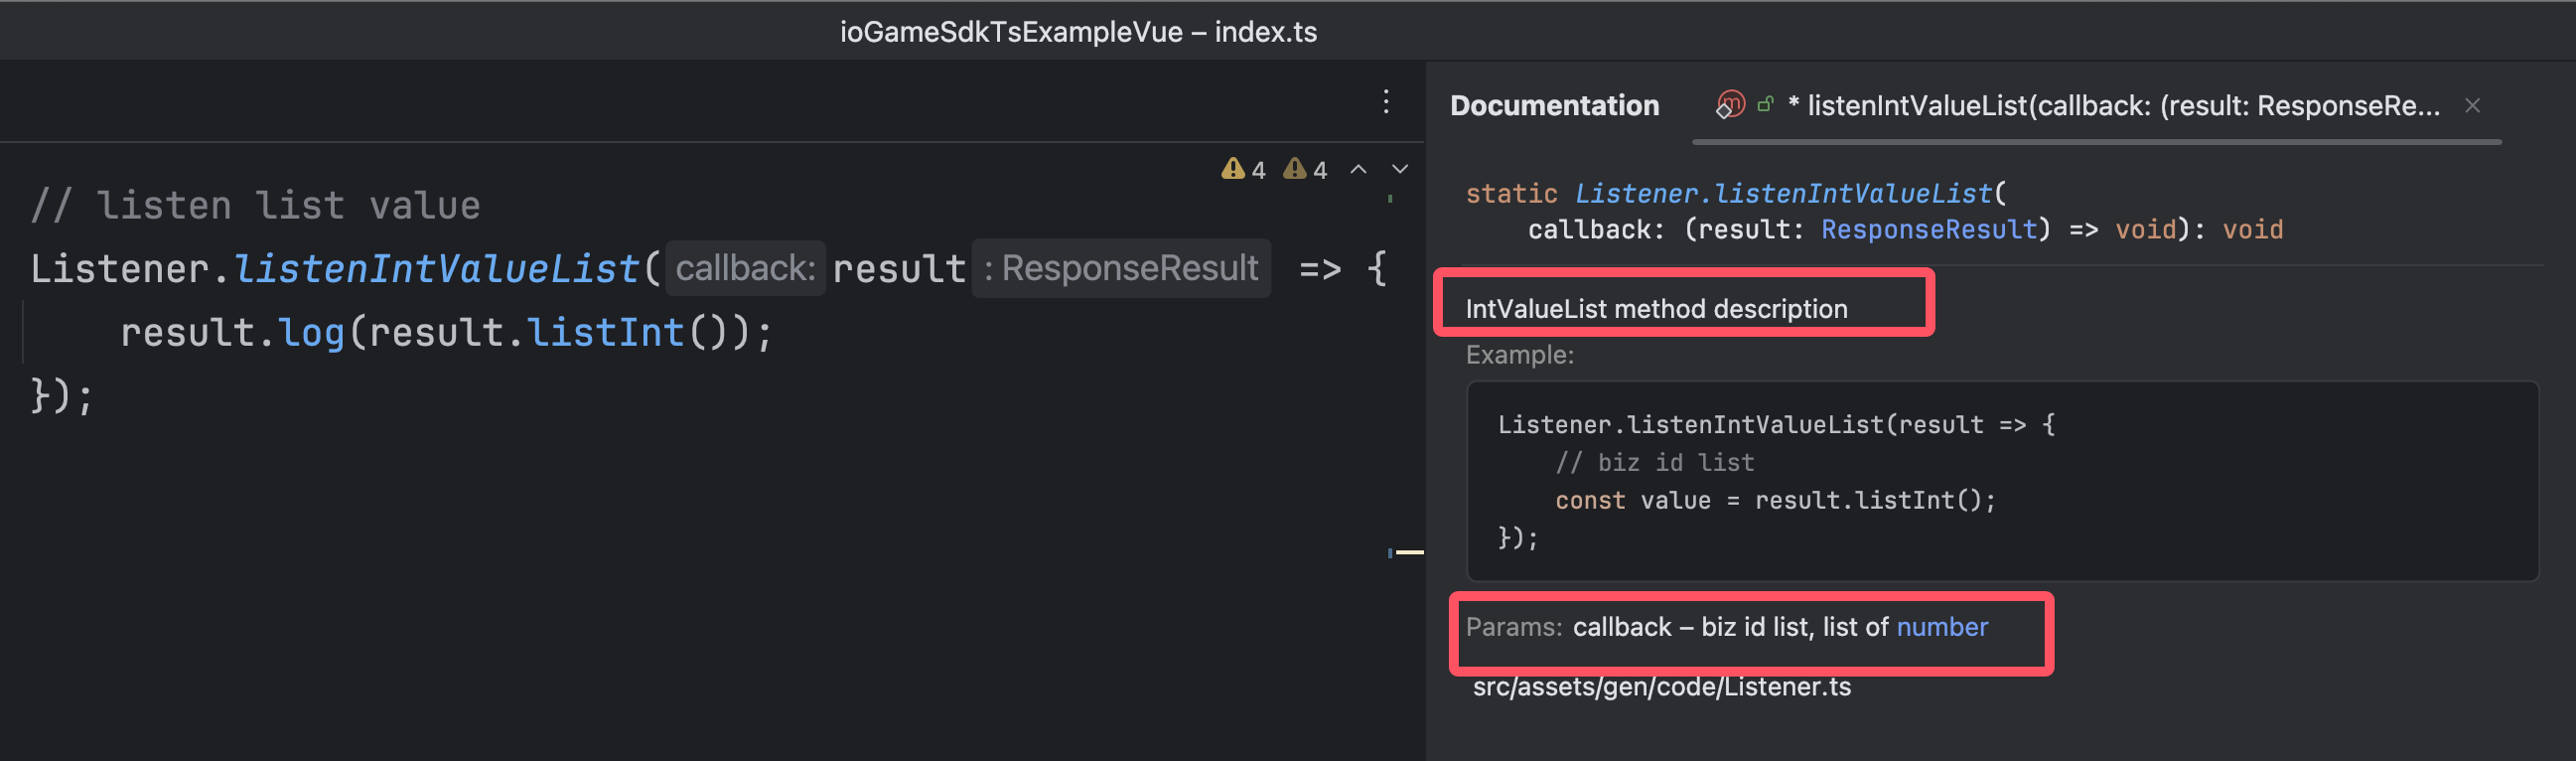 ioGameSdkTsExampleVue – index.ts
Documentation
* listenIntValueList(callback: (result: ResponseRe...
4 4
// listen list value
Listener.listenIntValueList( callback: result : ResponseResult => {
result.log(result.listInt());
});
static Listener.listenIntValueList(
callback: (result: ResponseResult) => void): void
IntValueList method description
Example:
Listener.listenIntValueList(result => {
// biz id list
const value = result.listInt();
});
Params: callback – biz id list, list of number
src/assets/gen/code/Listener.ts